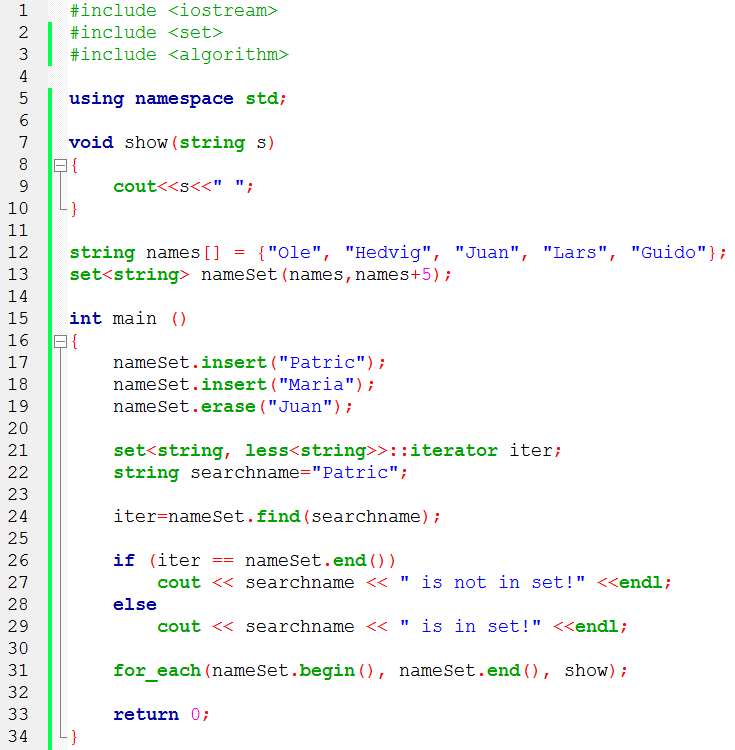 1 #include <iostream>
2 #include <set>
3 #include <algorithm>
4
5 using namespace std;
6
7 void show(string s)
8 {
9 cout<<s<<" ";
10 }
11
12 string names[] = {"Ole", "Hedvig", "Juan", "Lars", "Guido"};
13 set<string> nameSet(names,names+5);
14
15 int main ()
16 {
17 nameSet.insert("Patric");
18 nameSet.insert("Maria");
19 nameSet.erase("Juan");
20
21 set<string, less<string>>::iterator iter;
22 string searchname="Patric";
23
24 iter=nameSet.find(searchname);
25
26 if (iter == nameSet.end())
27 cout << searchname << " is not in set!" <<endl;
28 else
29 cout << searchname << " is in set!" <<endl;
30
31 for_each(nameSet.begin(), nameSet.end(), show);
32
33 return 0;
34 }